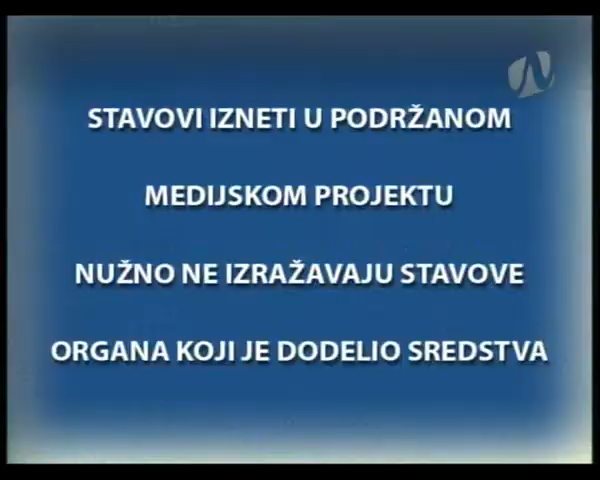 STAVOVI IZNETI U PODRŽANOM
MEDIJSKOM PROJEKTU
NUŽNO NE IZRAŽAVAJU STAVOVE
ORGANA KOJI JE DODELIO SREDSTVA